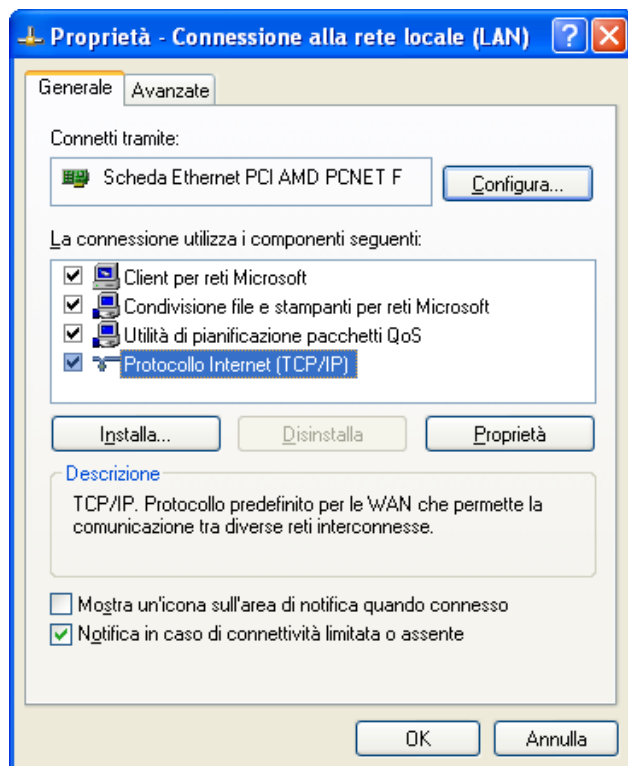 Proprietà - Connessione alla rete locale (LAN)
Generale
Avanzate
Connetti tramite:
Scheda Ethernet PCI AMD PCNET F
Configura...
La connessione utilizza i componenti seguenti:
Client per reti Microsoft
Condivisione file e stampanti per reti Microsoft
Utilità di pianificazione pacchetti QoS
Protocollo Internet (TCP/IP)
Installa...
Disinstalla
Proprietà
Descrizione
TCP/IP. Protocollo predefinito per le WAN che permette la
comunicazione tra diverse reti interconnesse.
Mostra un'icona sull'area di notifica quando connesso
Notifica in caso di connettività limitata o assente
OK
Annulla